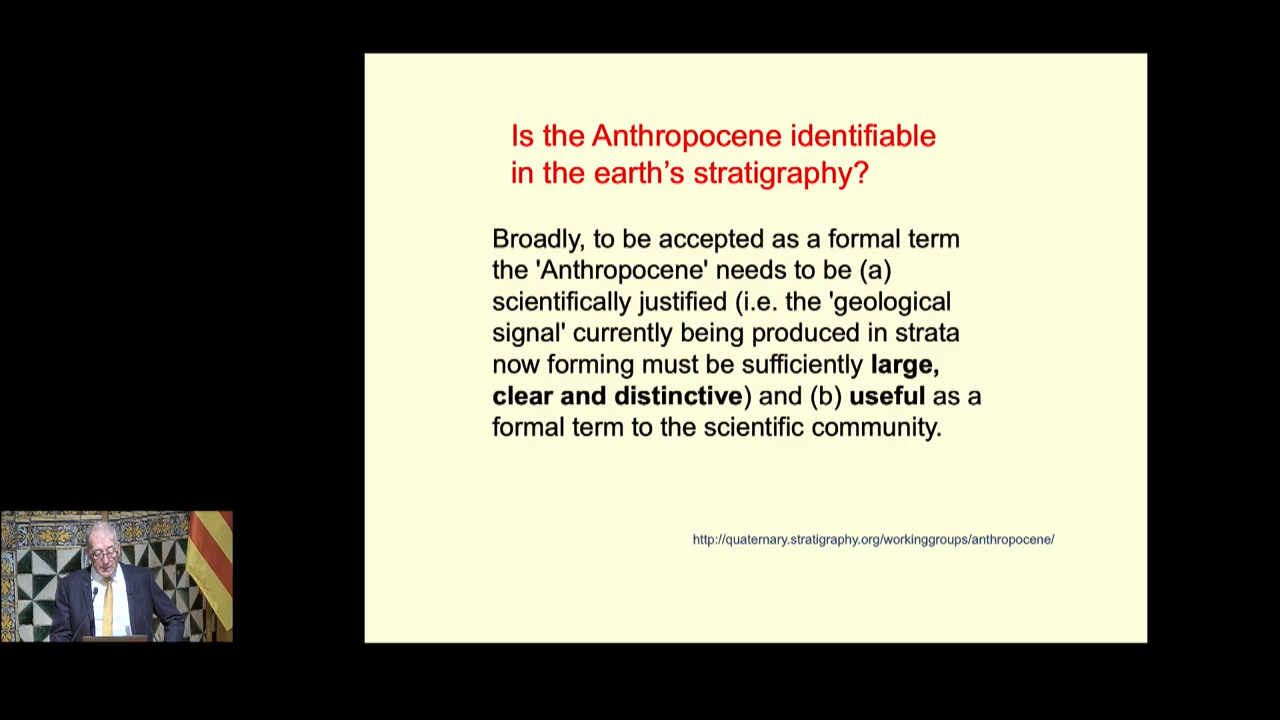 Is the Anthropocene identifiable
in the earth’s stratigraphy?
Broadly, to be accepted as a formal term
the 'Anthropocene' needs to be (a)
scientifically justified (i.e. the 'geological
signal' currently being produced in strata
now forming must be sufficiently large,
clear and distinctive) and (b) useful as a
formal term to the scientific community.
http://quaternary.stratigraphy.org/workinggroups/anthropocene/